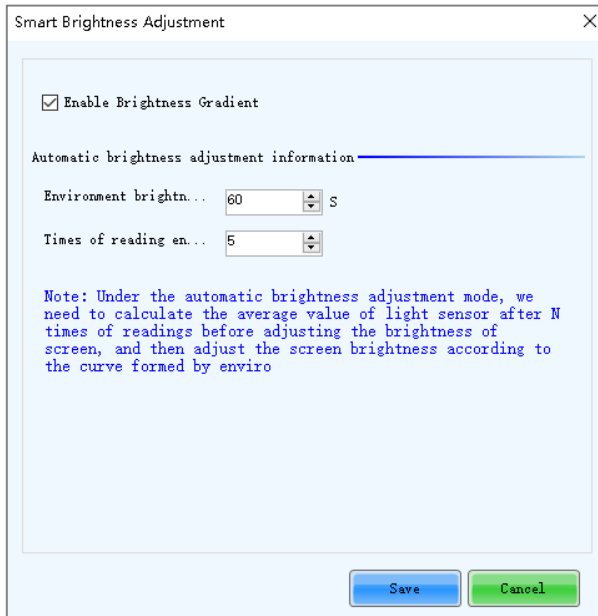 Smart Brightness Adjustment
Enable Brightness Gradient
Automatic brightness adjustment information
Environment brightn... 60 S
Times of reading en... 5
Note: Under the automatic brightness adjustment mode, we
need to calculate the average value of light sensor after N
times of readings before adjusting the brightness of
screen, and then adjust the screen brightness according to
the curve formed by enviro
Save Cancel